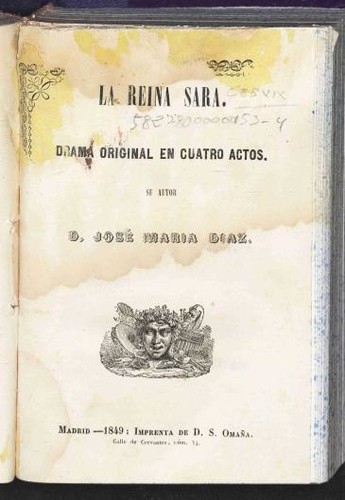 LA REINA SARA.
DRAMA ORIGINAL EN CUATRO ACTOS.
SU AUTOR
D. JOSÉ MARIA DIAZ.
MADRID —1849: IMPRENTA DE D. S. OMAÑA.
Calle de Cervantes, núm. 34.